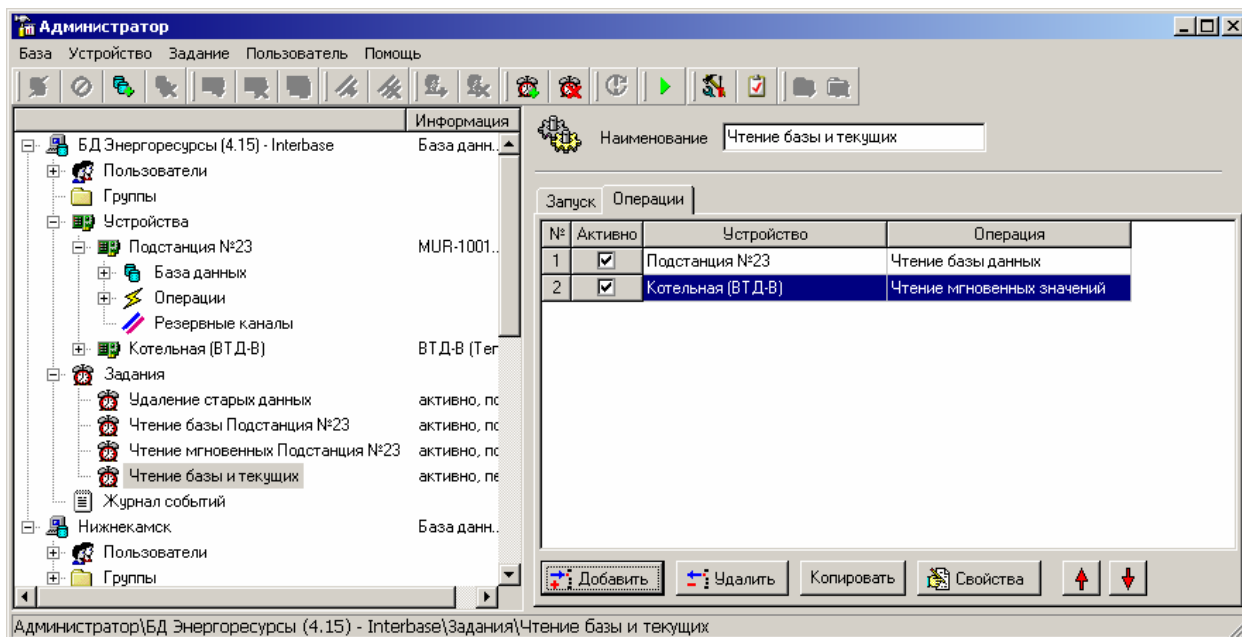 Администратор
База Устройство Задание Пользователь Помощь
Информация
БД Энергоресурсы (4.15) - Interbase База данн..
Пользователи
Группы
Устройства
Подстанция №23 MUR-1001..
База данных
Операции
Резервные каналы
Котельная (ВТД-В) ВТД-В (Теп
Задания
Удаление старых данных активно, по
Чтение базы Подстанция №23 активно, по
Чтение мгновенных Подстанция №23 активно, по
Чтение базы и текущих активно, пе
Журнал событий
Нижнекамск База данн..
Пользователи
Группы
Наименование Чтение базы и текущих
Запуск Операции
№ Активно Устройство Операция
1 Подстанция №23 Чтение базы данных
2 Котельная (ВТД-В) Чтение мгновенных значений
Добавить Удалить Копировать Свойства
Администратор\БД Энергоресурсы (4.15) - Interbase\Задания\Чтение базы и текущих